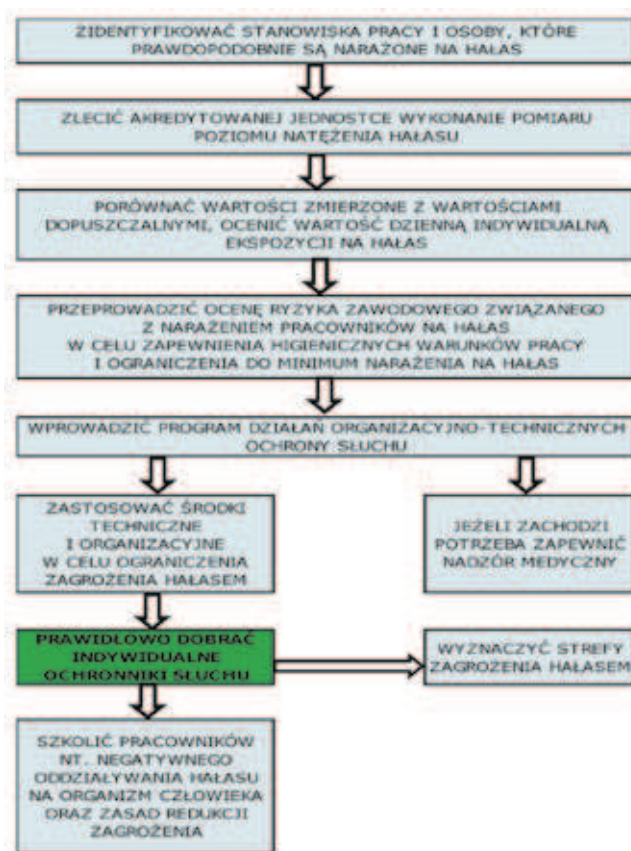 ZIDENTYFIKOWAĆ STANOWISKA PRACY I OSOBY, KTÓRE
PRAWDOPODOBNIE SĄ NARAŻONE NA HAŁAS
ZLECIĆ AKREDYTOWANEJ JEDNOSTCE WYKONANIE POMIARU
POZIOMU NATĘŻENIA HAŁASU
PORÓWNAĆ WARTOŚCI ZMIERZONE Z WARTOŚCIAMI
DOPUSZCZALNYMI, OCENIĆ WARTOŚĆ DZIENNĄ INDYWIDUALNĄ
EKSPOZYCJI NA HAŁAS
PRZEPROWADZIĆ OCENĘ RYZYKA ZAWODOWEGO ZWIĄZANEGO
Z NARAŻENIEM PRACOWNIKÓW NA HAŁAS
W CELU ZAPEWNIENIA HIGIENICZNYCH WARUNKÓW PRACY
I OGRANICZENIA DO MINIMUM NARAŻENIA NA HAŁAS
WPROWADZIĆ PROGRAM DZIAŁAŃ ORGANIZACYJNO-TECHNICZNYCH
OCHRONY SŁUCHU
ZASTOSOWAĆ ŚRODKI
TECHNICZNE
I ORGANIZACYJNE
W CELU OGRANICZENIA
ZAGROŻENIA HAŁASEM
JEŻELI ZACHODZI
POTRZEBA ZAPEWNIĆ
NADZÓR MEDYCZNY
PRAWIDŁOWO DOBRAĆ
INDYWIDUALNE
OCHRONNIKI SŁUCHU
WYZNACZYĆ STREFY
ZAGROŻENIA HAŁASEM
SZKOLIĆ PRACOWNIKÓW
NT. NEGATYWNEGO
ODDZIAŁYWANIA HAŁASU
NA ORGANIZM CZŁOWIEKA
ORAZ ZASAD REDUKCJI
ZAGROŻENIA